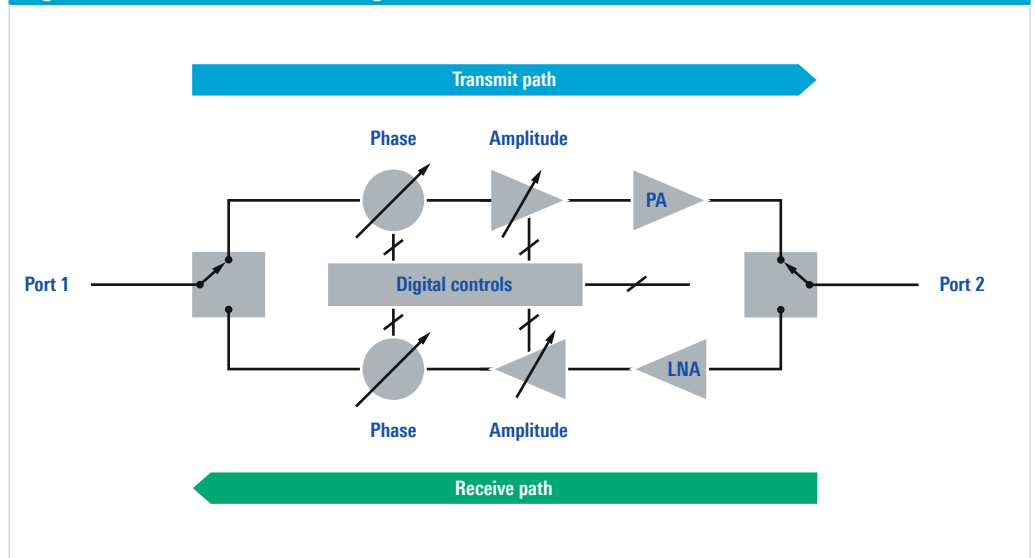 Transmit path
Phase
Amplitude
PA
Port 1
Digital controls
Port 2
LNA
Phase
Amplitude
Receive path